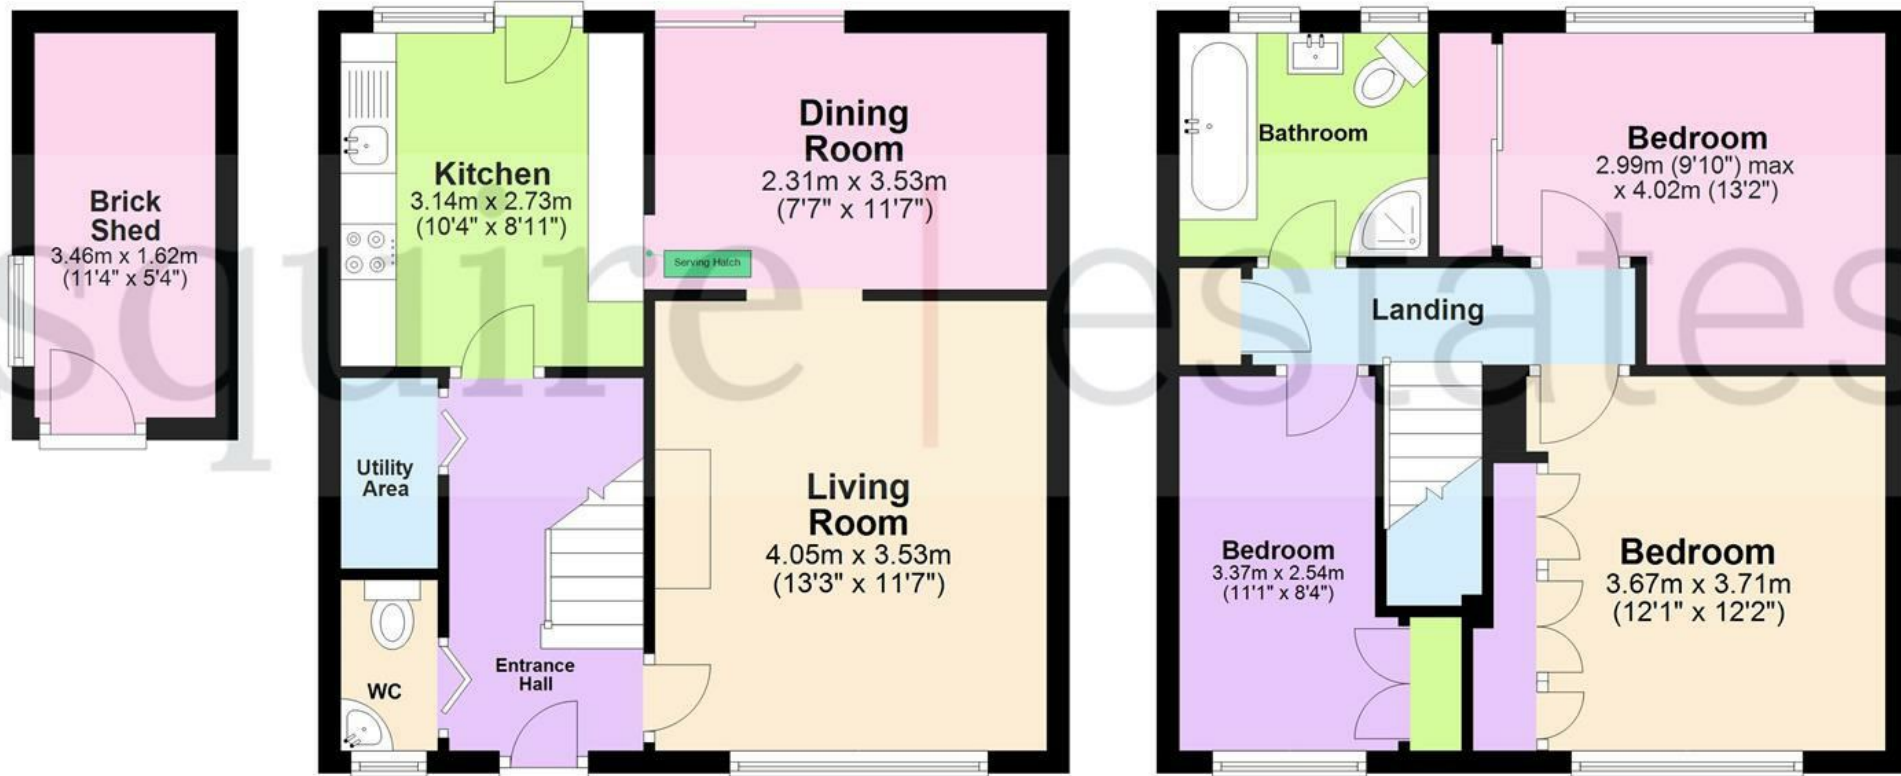 Brick
Shed
3.46m x 1.62m
(11'4" x 5'4")
Kitchen
3.14m x 2.73m
(10'4" x 8'11")
Dining
Room
2.31m x 3.53m
(7'7" x 11'7")
Serving Hatch
Utility
Area
Living
Room
4.05m x 3.53m
(13'3" x 11'7")
WC
Entrance
Hall
Bathroom
Bedroom
2.99m (9'10") max
x 4.02m (13'2")
Landing
Bedroom
3.37m x 2.54m
(11'1" x 8'4")
Bedroom
3.67m x 3.71m
(12'1" x 12'2")
squire | estates